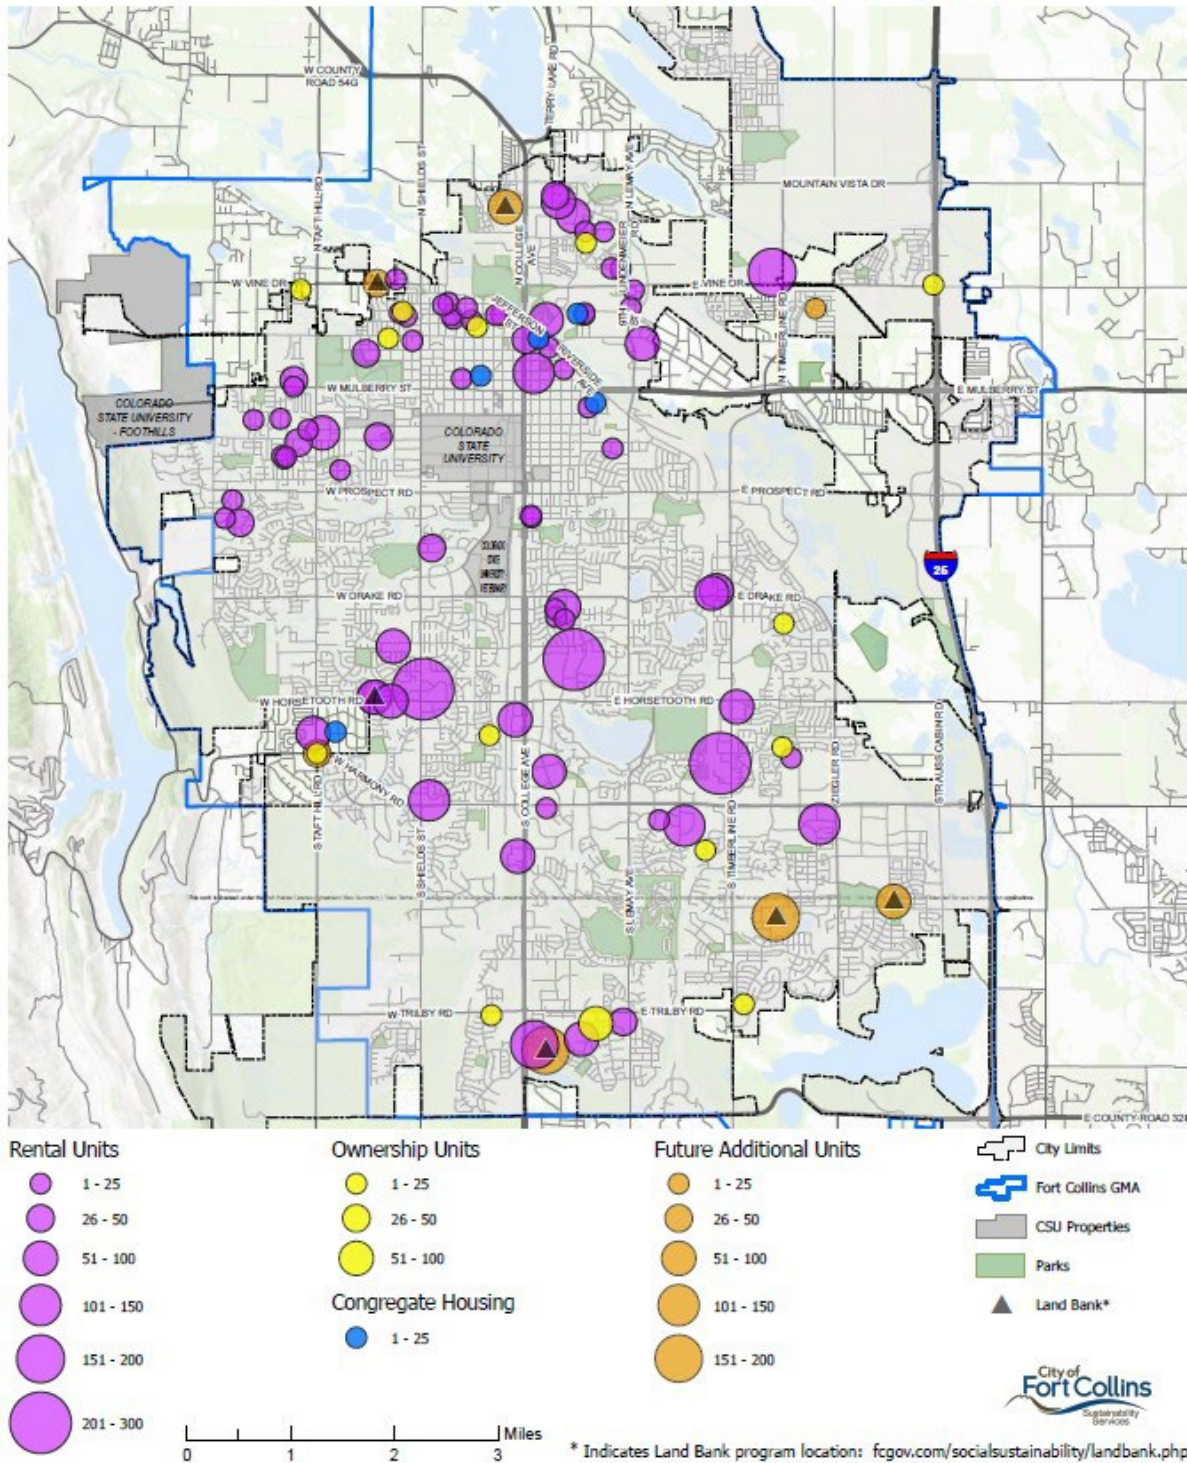 W COUNTY
ROAD 54G
TERRY LAKE RD
N TAFT HILL RD
N SHIELDS ST
N LEMAY AVE
MOUNTAIN VISTA DR
N COLLEGE
AVE
LINDENMEIER
RD
W VINE DR
E VINE DR
9TH
ST
JEFFERSON
ST
RIVERSIDE
AVE
N TIMBERLINE RD
W MULBERRY ST
E MULBERRY ST
COLORADO
STATE UNIVERSITY
- FOOTHILLS
COLORADO
STATE
UNIVERSITY
W PROSPECT RD
E PROSPECT RD
COLORADO
STATE
UNIVERSITY
VETERINARY
25
W DRAKE RD
E DRAKE RD
W HORSETOOTH RD
E HORSETOOTH RD
W HARMONY RD
S TAFT HILL RD
S SHIELDS ST
S COLLEGE AVE
S LEMAY AVE
S TIMBERLINE RD
ZIEGLER RD
STRAUSS CABIN RD
W TRILBY RD
E TRILBY RD
E COUNTY ROAD 32
Rental Units
1 - 25
26 - 50
51 - 100
101 - 150
151 - 200
201 - 300
Ownership Units
1 - 25
26 - 50
51 - 100
Congregate Housing
1 - 25
Future Additional Units
1 - 25
26 - 50
51 - 100
101 - 150
151 - 200
City Limits
Fort Collins GMA
CSU Properties
Parks
Land Bank*
City of
Fort Collins
Sustainability
Services
Miles
0 1 2 3
* Indicates Land Bank program location: fcgov.com/socialsustainability/landbank.php